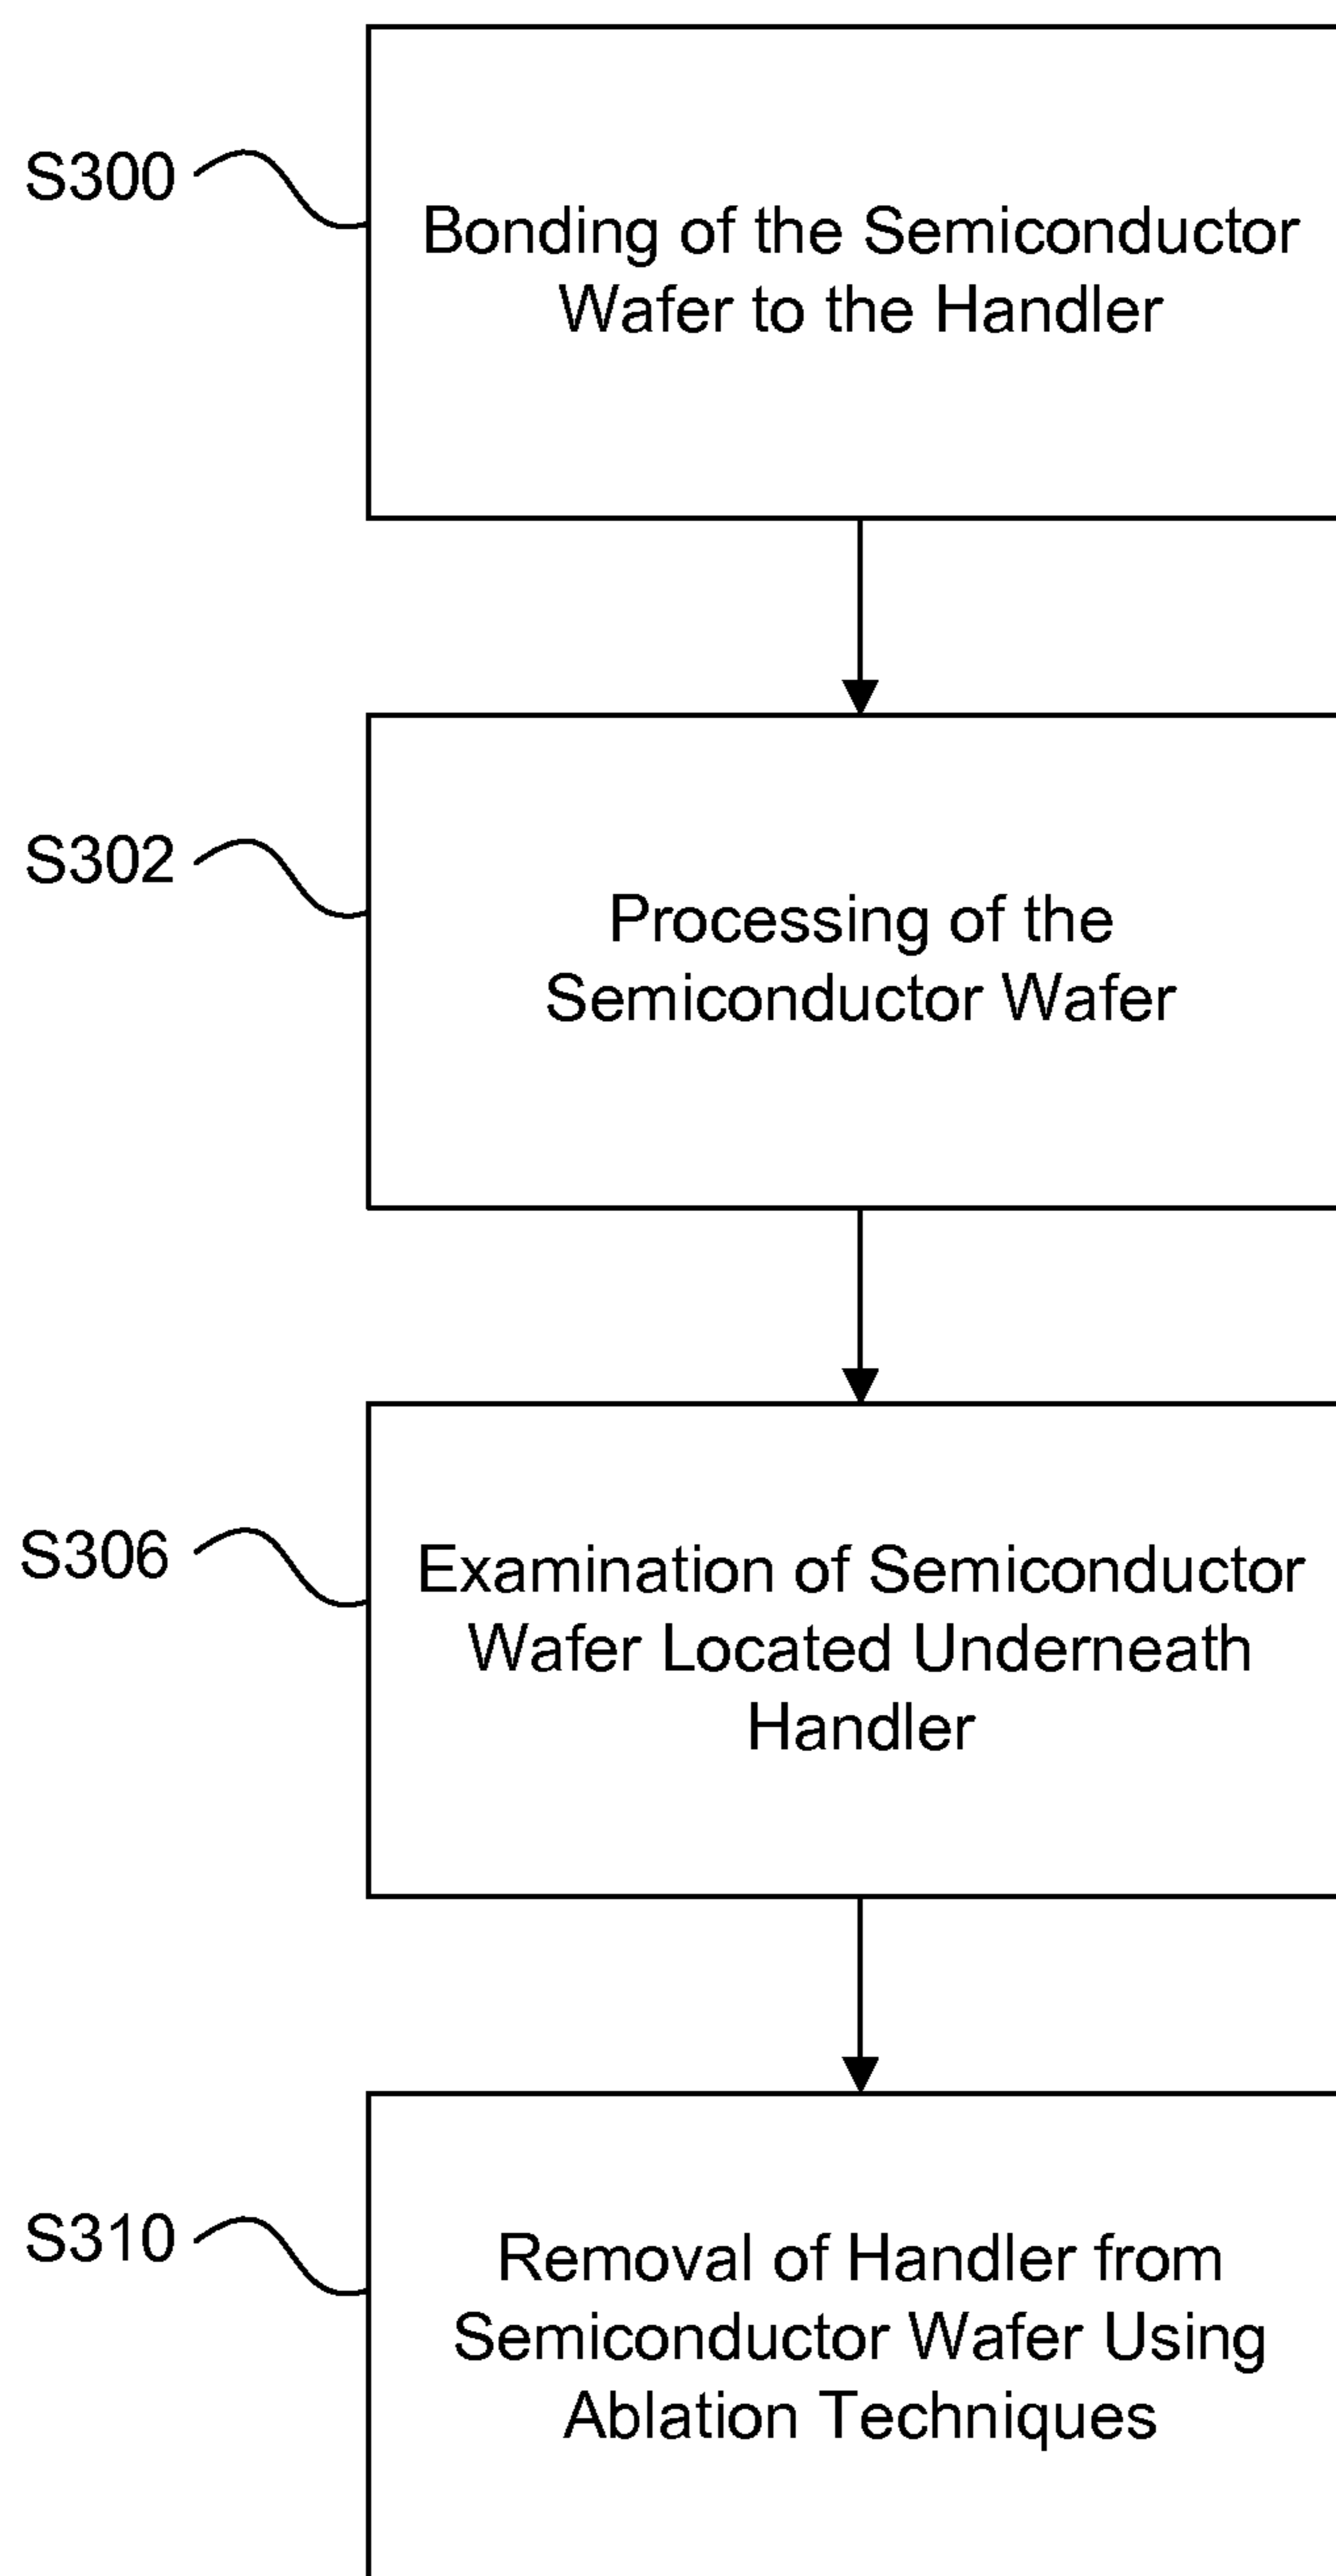 S300
Bonding of the Semiconductor
Wafer to the Handler
S302
Processing of the
Semiconductor Wafer
S306
Examination of Semiconductor
Wafer Located Underneath
Handler
S310
Removal of Handler from
Semiconductor Wafer Using
Ablation Techniques